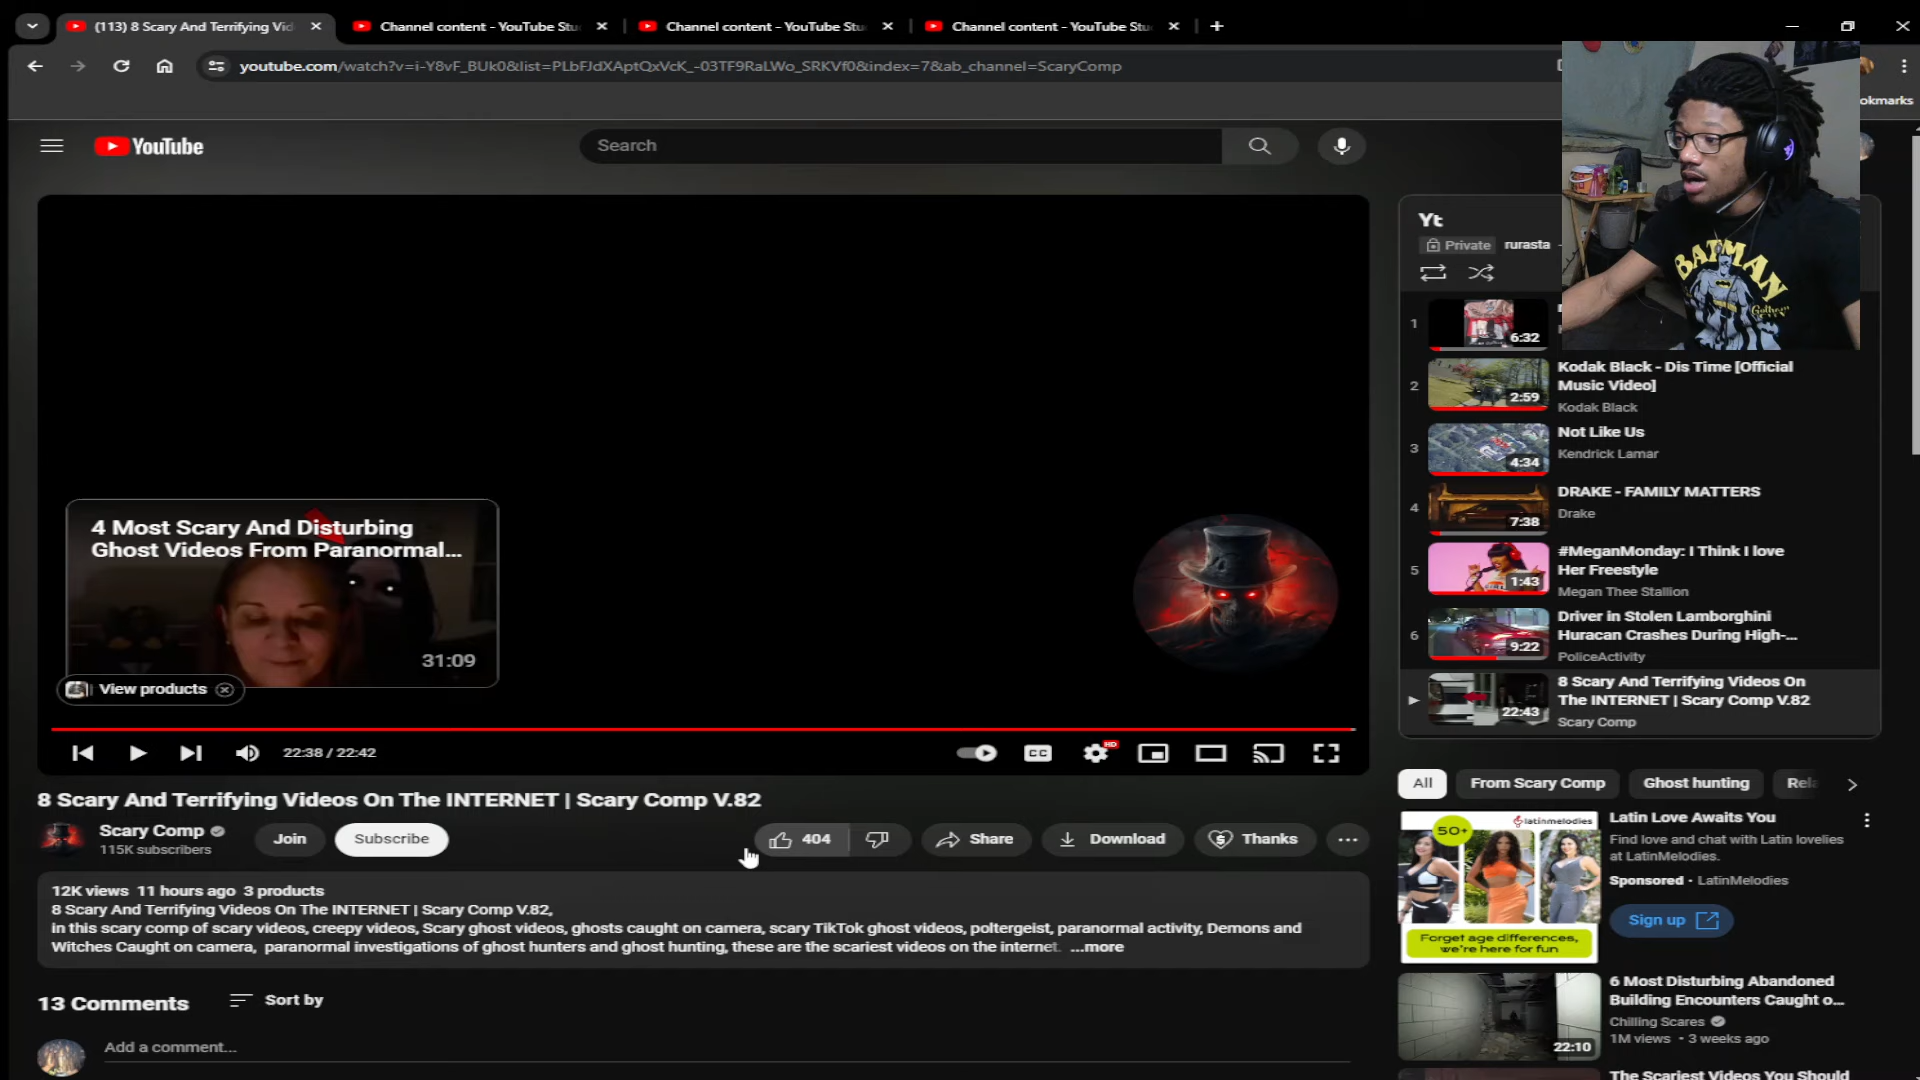 (113) 8 Scary And Terrifying Vid
Channel content - YouTube Stu
Channel content - YouTube Stu
Channel content - YouTube Stu
youtube.com/watch?v=i-Y8vF_BUk0&list=PLbFJdXAptQxVcK_-03TF9RaLWo_SRKVf0&index=7&ab_channel=ScaryComp
okmarks
YouTube
Search
4 Most Scary And Disturbing
Ghost Videos From Paranormal...
31:09
View products
22:38 / 22:42
CC
HD
8 Scary And Terrifying Videos On The INTERNET | Scary Comp V.82
Scary Comp
115K subscribers
Join
Subscribe
404
Share
Download
Thanks
12K views 11 hours ago 3 products
8 Scary And Terrifying Videos On The INTERNET | Scary Comp V.82,
in this scary comp of scary videos, creepy videos, Scary ghost videos, ghosts caught on camera, scary TikTok ghost videos, poltergeist, paranormal activity, Demons and
Witches Caught on camera, paranormal investigations of ghost hunters and ghost hunting, these are the scariest videos on the internet. ...more
13 Comments
Sort by
Add a comment...
Yt
Private rurasta -
1
6:32
2
2:59
Kodak Black - Dis Time [Official
Music Video]
Kodak Black
3
4:34
Not Like Us
Kendrick Lamar
4
7:38
DRAKE - FAMILY MATTERS
Drake
5
1:43
#MeganMonday: I Think I love
Her Freestyle
Megan Thee Stallion
6
9:22
Driver in Stolen Lamborghini
Huracan Crashes During High-...
PoliceActivity
22:43
8 Scary And Terrifying Videos On
The INTERNET | Scary Comp V.82
Scary Comp
BATMAN
All
From Scary Comp
Ghost hunting
Rel
50+
latinmelodies
Forget age differences,
we're here for fun
Latin Love Awaits You
Find love and chat with Latin lovelies
at LatinMelodies.
Sponsored · LatinMelodies
Sign up
22:10
6 Most Disturbing Abandoned
Building Encounters Caught o...
Chilling Scares
1M views • 3 weeks ago
The Scariest Videos You Should